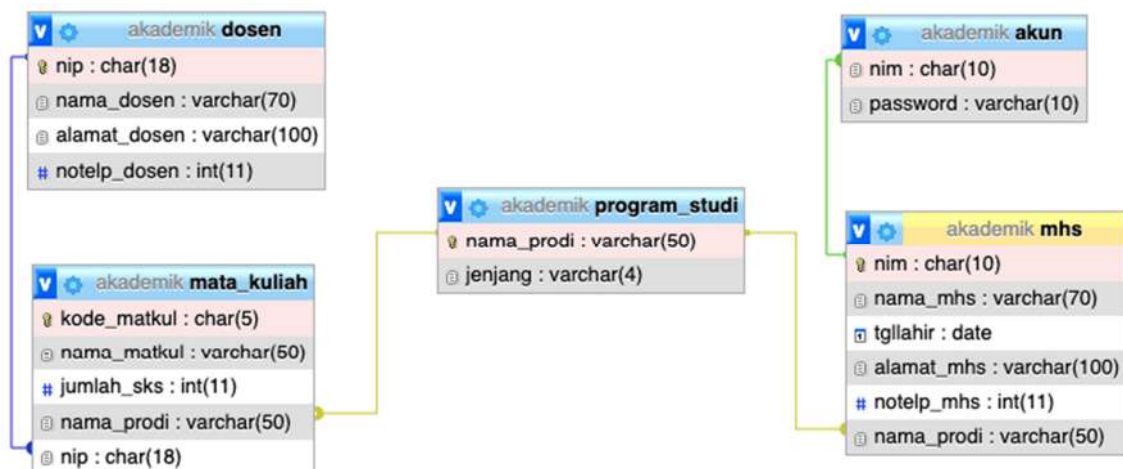 akademik dosen
nip : char(18)
nama_dosen : varchar(70)
alamat_dosen : varchar(100)
# notelp_dosen : int(11)
akademik mata_kuliah
kode_matkul : char(5)
nama_matkul : varchar(50)
# jumlah_sks : int(11)
nama_prodi : varchar(50)
nip : char(18)
akademik program_studi
nama_prodi : varchar(50)
jenjang : varchar(4)
akademik akun
nim : char(10)
password : varchar(10)
akademik mhs
nim : char(10)
nama_mhs : varchar(70)
tgllahir : date
alamat_mhs : varchar(100)
# notelp_mhs : int(11)
nama_prodi : varchar(50)